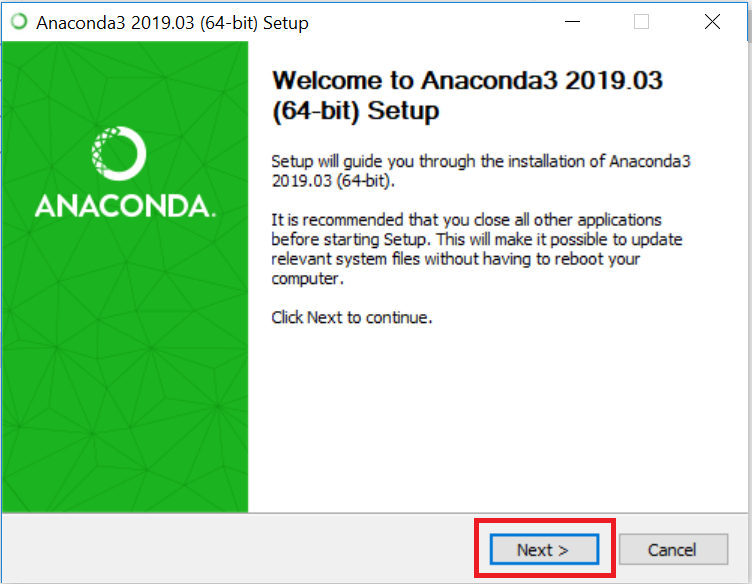 Anaconda3 2019.03 (64-bit) Setup
Welcome to Anaconda3 2019.03
(64-bit) Setup
ANACONDA.
Setup will guide you through the installation of Anaconda3
2019.03 (64-bit).
It is recommended that you close all other applications
before starting Setup. This will make it possible to update
relevant system files without having to reboot your
computer.
Click Next to continue.
Next >
Cancel